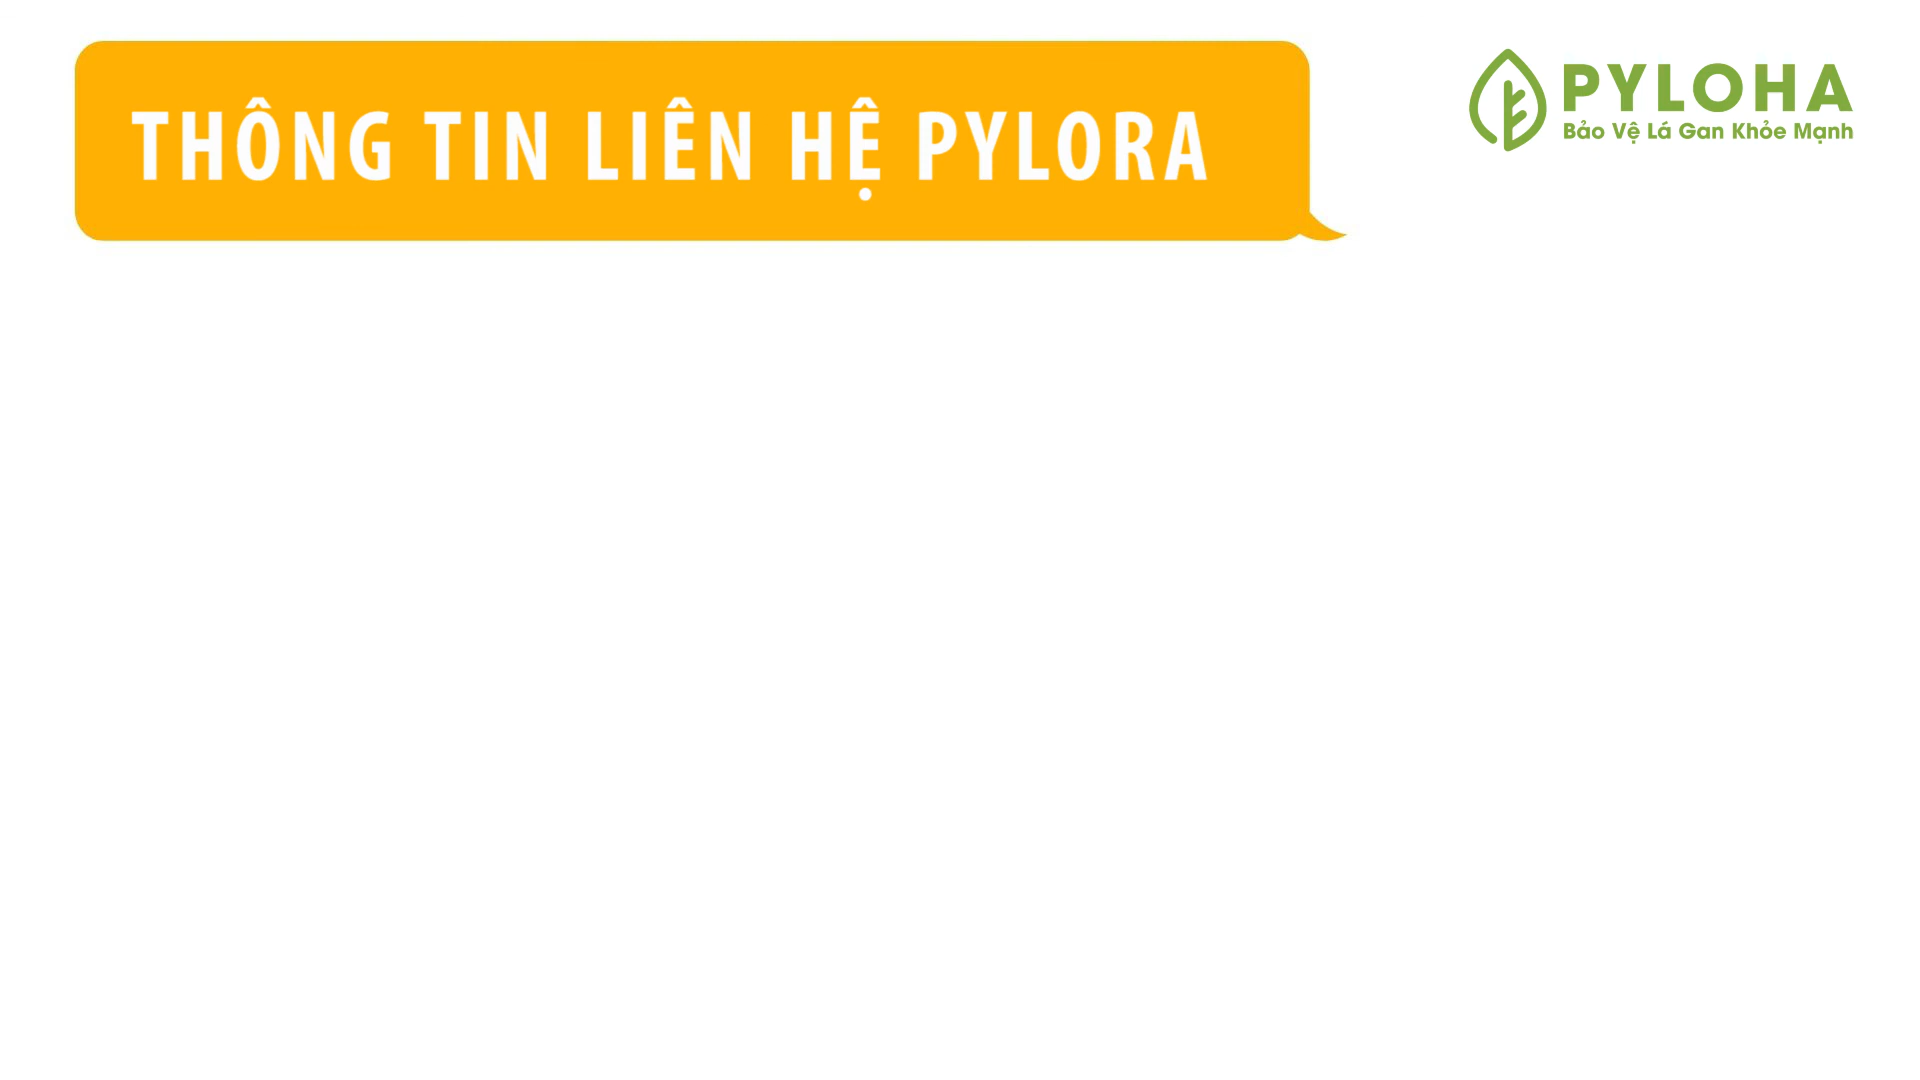 THÔNG TIN LIÊN HỆ PYLORA
PYLOHA
Bảo Vệ Lá Gan Khỏe Mạnh